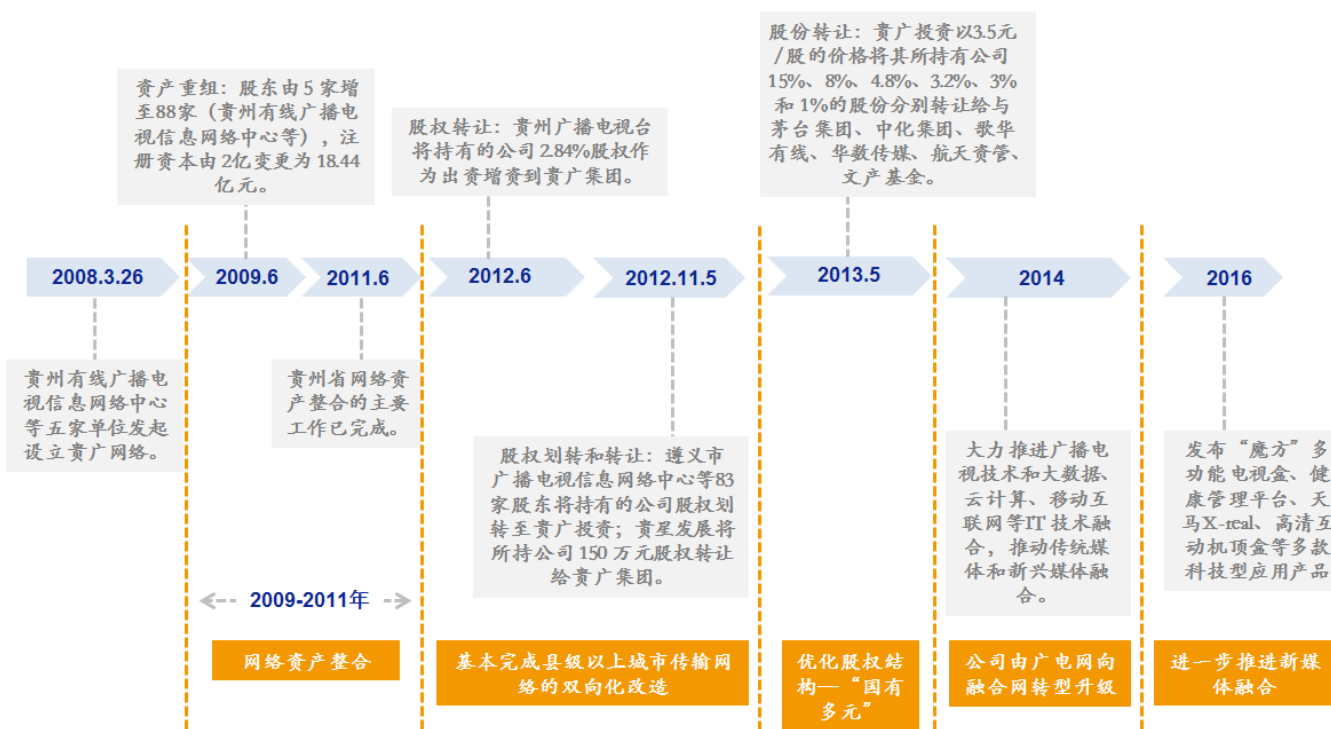 资产重组：股东由 5 家增
至88家（贵州有线广播电
视信息网络中心等），注
册资本由 2亿变更为 18.44
亿元。
股权转让：贵州广播电视台
将持有的公司 2.84%股权作
为出资增资到贵广集团。
股份转让：贵广投资以3.5元
/股的价格将其所持有公司
15%、8%、4.8%、3.2%、3%
和 1%的股份分别转让给与
茅台集团、中化集团、歌华
有线、华数传媒、航天资管、
文产基金。
2008.3.26
2009.6
2011.6
2012.6
2012.11.5
2013.5
2014
2016
贵州有线广播电
视信息网络中心
等五家单位发起
设立贵广网络。
贵州省网络资
产整合的主要
工作已完成。
股权划转和转让：遵义市
广播电视信息网络中心等83
家股东将持有的公司股权划
转至贵广投资；贵星发展将
所持公司 150 万元股权转让
给贵广集团。
大力推进广播电
视技术和大数据、
云计算、移动互
联网等IT 技术融
合，推动传统媒
体和新兴媒体融
合。
发布“魔方”多
功能电视盒、健
康管理平台、天
马X-real、高清互
动机顶盒等多款
科技型应用产品
2009-2011年
网络资产整合
基本完成县级以上城市传输网
络的双向化改造
优化股权结
构—“国有
多元”
公司由广电网向
融合网转型升级
进一步推进新媒
体融合